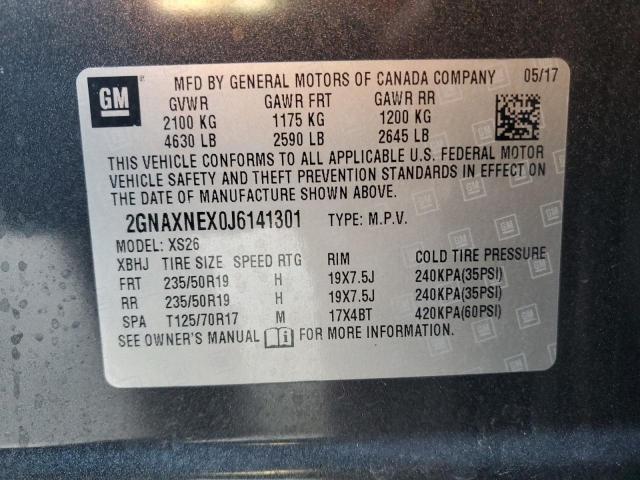 GM
MFD BY GENERAL MOTORS OF CANADA COMPANY 05/17
GVWR GAWR FRT GAWR RR
2100 KG 1175 KG 1200 KG
4630 LB 2590 LB 2645 LB
THIS VEHICLE CONFORMS TO ALL APPLICABLE U.S. FEDERAL MOTOR
VEHICLE SAFETY AND THEFT PREVENTION STANDARDS IN EFFECT ON
THE DATE OF MANUFACTURE SHOWN ABOVE.
2GNAXNEX0J6141301 TYPE: M.P.V.
MODEL: XS26
XBHJ TIRE SIZE SPEED RTG RIM COLD TIRE PRESSURE
FRT 235/50R19 H 19X7.5J 240KPA(35PSI)
RR 235/50R19 H 19X7.5J 240KPA(35PSI)
SPA T125/70R17 M 17X4BT 420KPA(60PSI)
SEE OWNER'S MANUAL FOR MORE INFORMATION.